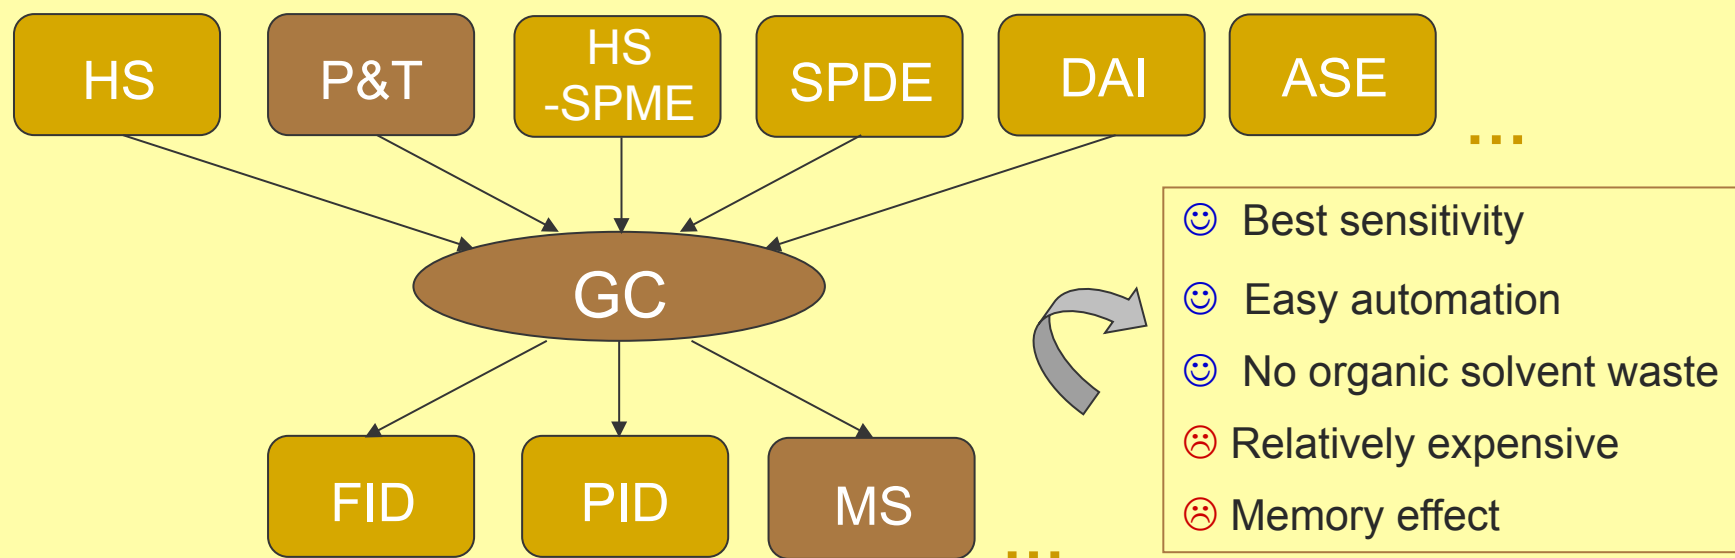 HS
P&T
HS
-SPME
SPDE
DAI
ASE
...
GC
FID
PID
MS
...
Best sensitivity
Easy automation
No organic solvent waste
Relatively expensive
Memory effect